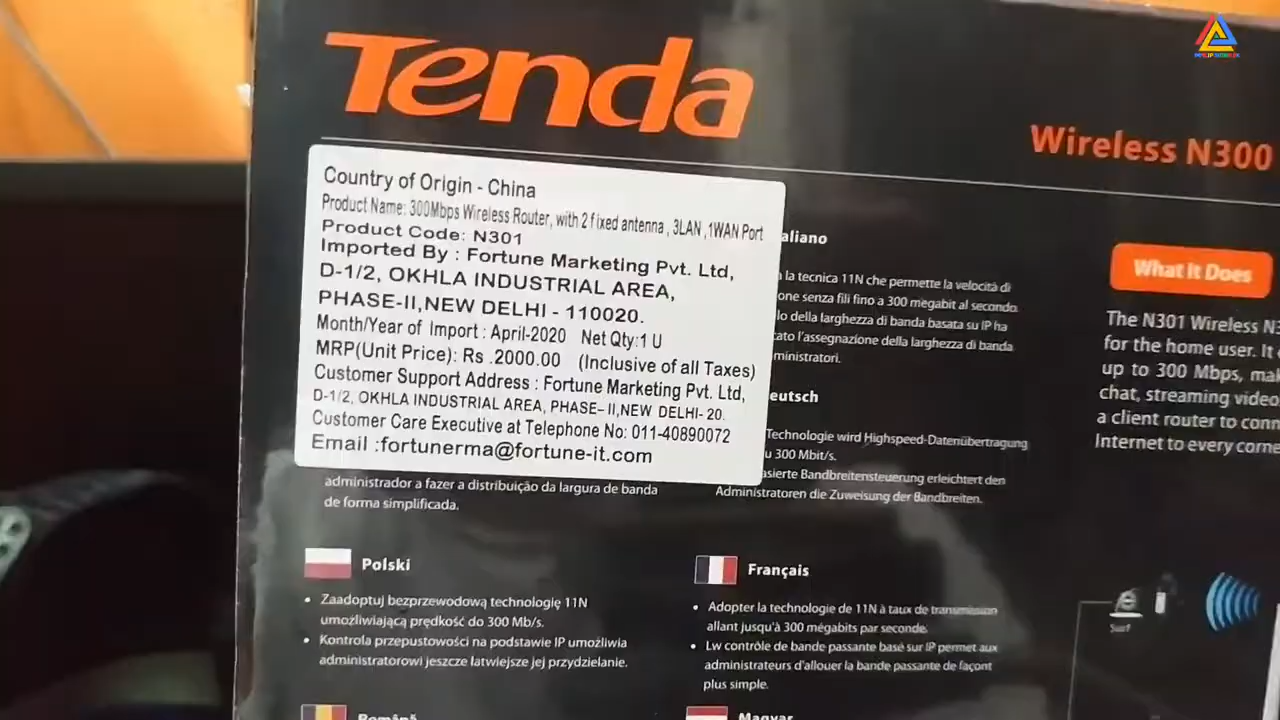 Tenda
Wireless N300
Country of Origin - China
Product Name: 300Mbps Wireless Router, with 2 fixed antenna , 3LAN ,1WAN Port
Product Code: N301
Imported By : Fortune Marketing Pvt. Ltd,
D-1/2, OKHLA INDUSTRIAL AREA,
PHASE-II,NEW DELHI - 110020.
Month/Year of Import : April-2020 Net Qty:1 U
MRP(Unit Price): Rs .2000.00 (Inclusive of all Taxes)
Customer Support Address : Fortune Marketing Pvt. Ltd,
D-1/2, OKHLA INDUSTRIAL AREA, PHASE-II,NEW DELHI- 20.
Customer Care Executive at Telephone No: 011-40890072
Email :fortunerma@fortune-it.com
administrador a fazer a distribuição da largura de banda
de forma simplificada.
aliano
la tecnica 11N che permette la velocità di
one senza fili fino a 300 megabit al secondo.
lo della larghezza di banda basata su IP ha
cato l'assegnazione della larghezza di banda
ministratori.
eutsch
Technologie wird Highspeed-Datenübertragung
u 300 Mbit/s.
asierte Bandbreitensteuerung erleichtert den
Administratoren die Zuweisung der Bandbreiten.
What it Does
The N301 Wireless N3
for the home user. It
up to 300 Mbps, mak
chat, streaming video
a client router to conn
Internet to every corne
Polski
• Zaadoptuj bezprzewodową technologię 11N
umożliwiającą prędkość do 300 Mb/s.
• Kontrola przepustowości na podstawie IP umożliwia
administratorowi jeszcze latwiejsze jej przydzielanie.
Français
• Adopter la technologie de 11N à taux de transmission
allant jusqu'à 300 mégabits par seconde.
• Lw contrôle de bande passante basé sur IP permet aux
administrateurs d'allouer la bande passante de façont
plus simple.
Surf
Română
Magyar